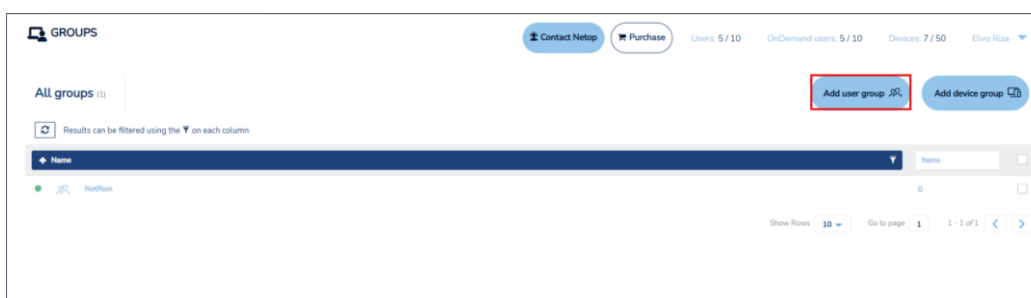 GROUPS
Contact Netop
Purchase
Users: 5 / 10
OnDemand users: 5 / 10
Devices: 7 / 50
Elvis Riza
All groups (1)
Add user group
Add device group
Results can be filtered using the on each column
Name
Items
NetRom
0
Show Rows 10
Go to page 1
1 - 1 of 1